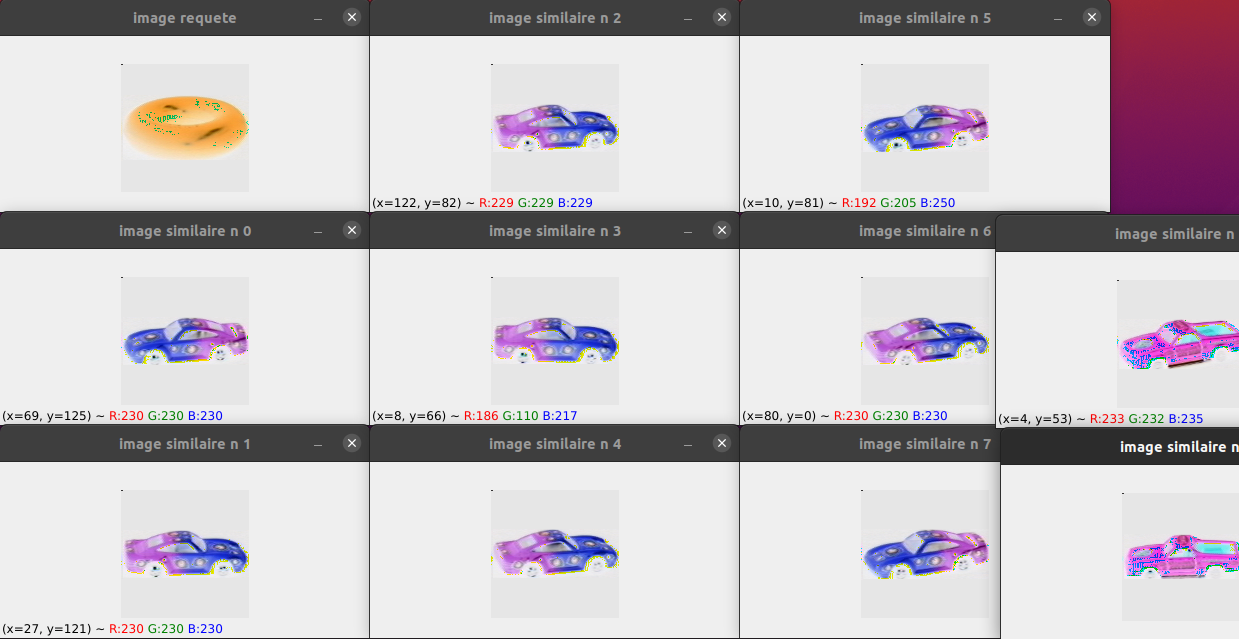 image requete
image similaire n 2
image similaire n 5
(x=122, y=82) ~ R:229 G:229 B:229
(x=10, y=81) ~ R:192 G:205 B:250
image similaire n 0
image similaire n 3
image similaire n 6
image similaire n
(x=69, y=125) ~ R:230 G:230 B:230
(x=8, y=66) ~ R:186 G:110 B:217
(x=80, y=0) ~ R:230 G:230 B:230
(x=4, y=53) ~ R:233 G:232 B:235
image similaire n 1
image similaire n 4
image similaire n 7
image similaire n
(x=27, y=121) ~ R:230 G:230 B:230